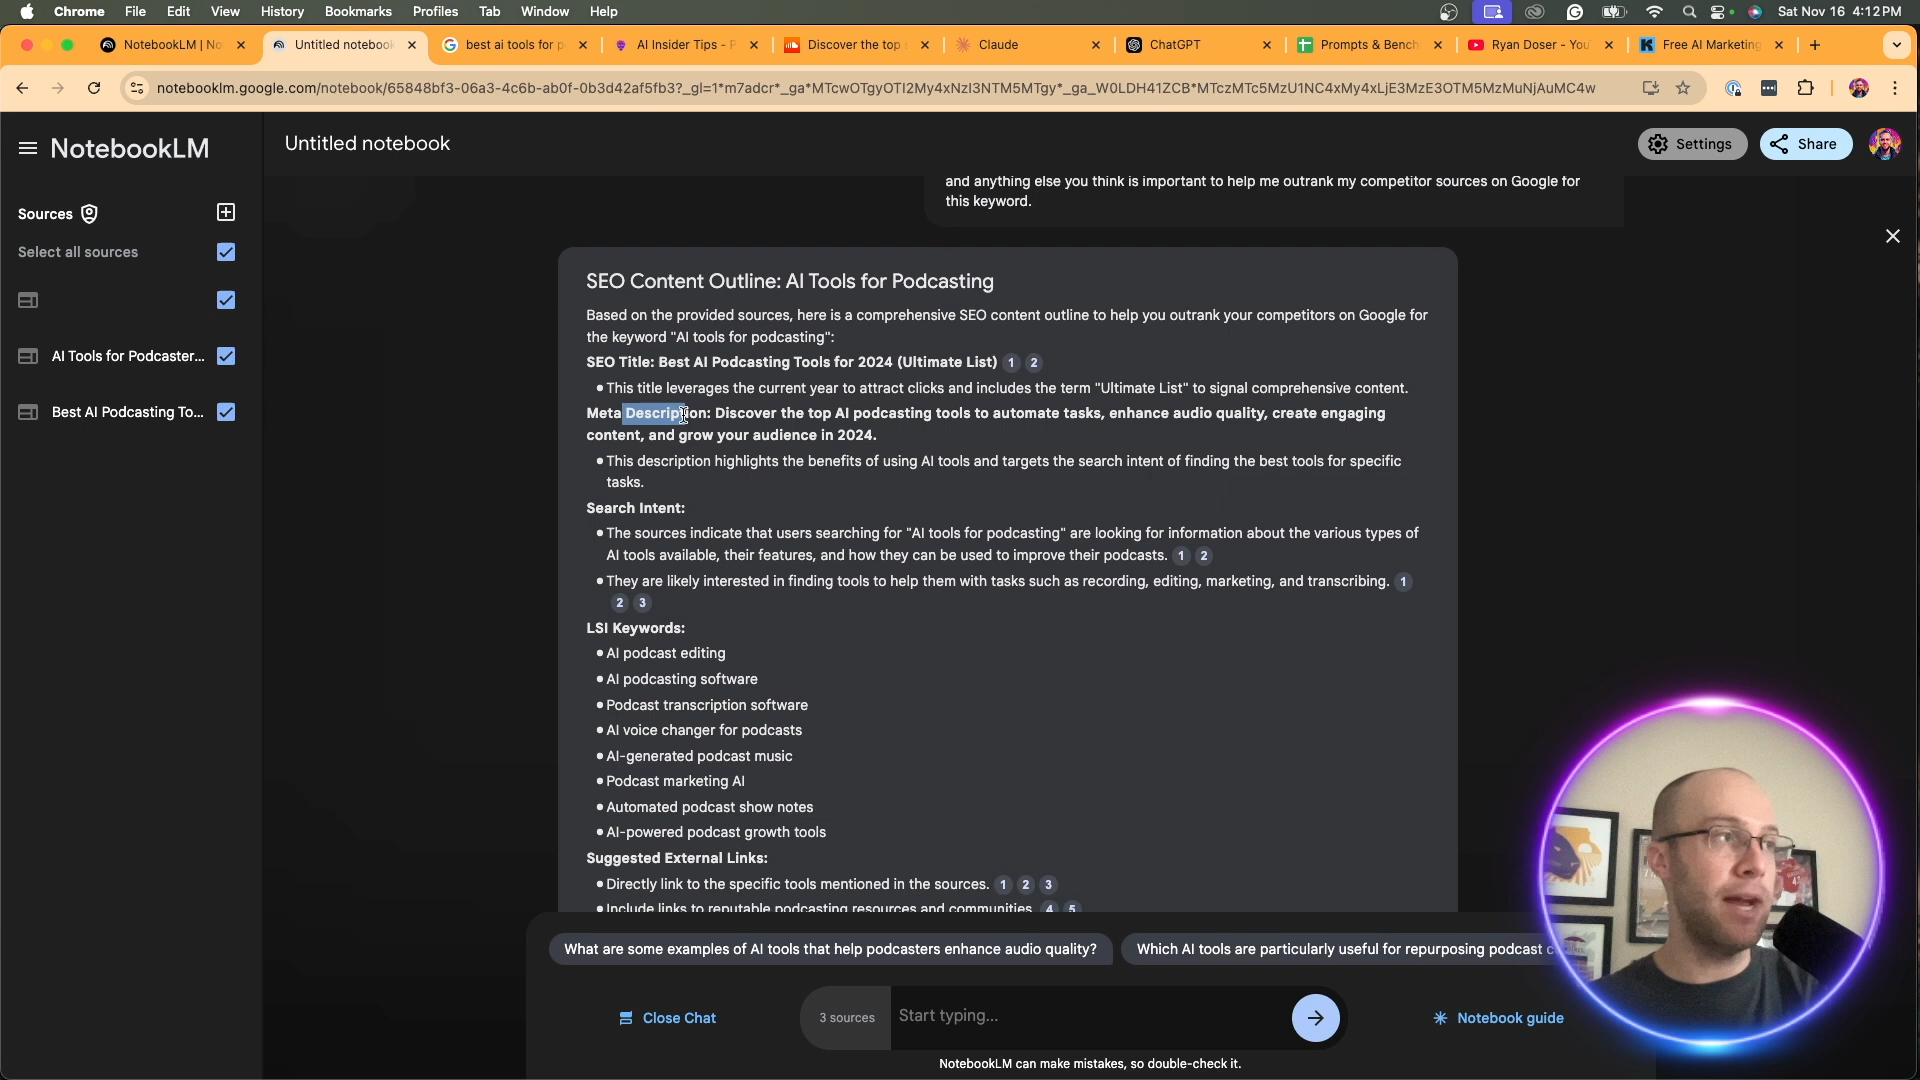 Chrome File Edit View History Bookmarks Profiles Tab Window Help Sat Nov 16 4:12 PM
NotebookLM | No Untitled notebook best ai tools for p AI Insider Tips - P Discover the top Claude ChatGPT Prompts & Bench Ryan Doser - You Free AI Marketing
notebooklm.google.com/notebook/65848bf3-06a3-4c6b-ab0f-0b3d42af5fb3?_gl=1*m7adcr*_ga*MTcwOTgyOTI2My4xNzI3NTM5MTgy*_ga_W0LDH41ZCB*MTczMTc5MzU1NC4xMy4xLjE3MzE3OTM5MzMuNjAuMC4w
NotebookLM
Untitled notebook
Settings
Share
Sources
Select all sources
AI Tools for Podcaster...
Best AI Podcasting To...
and anything else you think is important to help me outrank my competitor sources on Google for
this keyword.
SEO Content Outline: AI Tools for Podcasting
Based on the provided sources, here is a comprehensive SEO content outline to help you outrank your competitors on Google for
the keyword "AI tools for podcasting":
SEO Title: Best AI Podcasting Tools for 2024 (Ultimate List) 1 2
• This title leverages the current year to attract clicks and includes the term "Ultimate List" to signal comprehensive content.
Meta Description: Discover the top AI podcasting tools to automate tasks, enhance audio quality, create engaging
content, and grow your audience in 2024.
• This description highlights the benefits of using AI tools and targets the search intent of finding the best tools for specific
tasks.
Search Intent:
• The sources indicate that users searching for "AI tools for podcasting" are looking for information about the various types of
AI tools available, their features, and how they can be used to improve their podcasts. 1 2
• They are likely interested in finding tools to help them with tasks such as recording, editing, marketing, and transcribing. 1
2 3
LSI Keywords:
• AI podcast editing
• AI podcasting software
• Podcast transcription software
• AI voice changer for podcasts
• AI-generated podcast music
• Podcast marketing AI
• Automated podcast show notes
• AI-powered podcast growth tools
Suggested External Links:
• Directly link to the specific tools mentioned in the sources. 1 2 3
• Include links to reputable podcasting resources and communities. 4 5
What are some examples of AI tools that help podcasters enhance audio quality?
Which AI tools are particularly useful for repurposing podcast
Close Chat
3 sources
Start typing...
Notebook guide
NotebookLM can make mistakes, so double-check it.